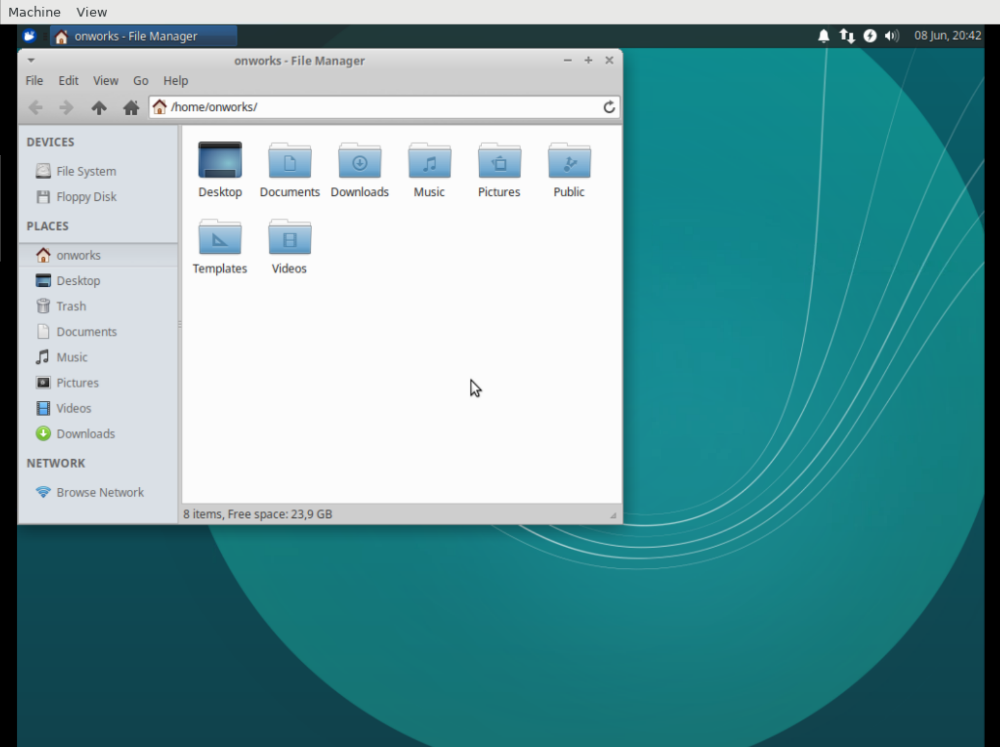 Machine View
onworks - File Manager
08 Jun, 20:42
onworks - File Manager
File Edit View Go Help
/home/onworks/
DEVICES
File System
Floppy Disk
PLACES
onworks
Desktop
Trash
Documents
Music
Pictures
Videos
Downloads
NETWORK
Browse Network
Desktop Documents Downloads Music Pictures Public
Templates Videos
8 items, Free space: 23,9 GB